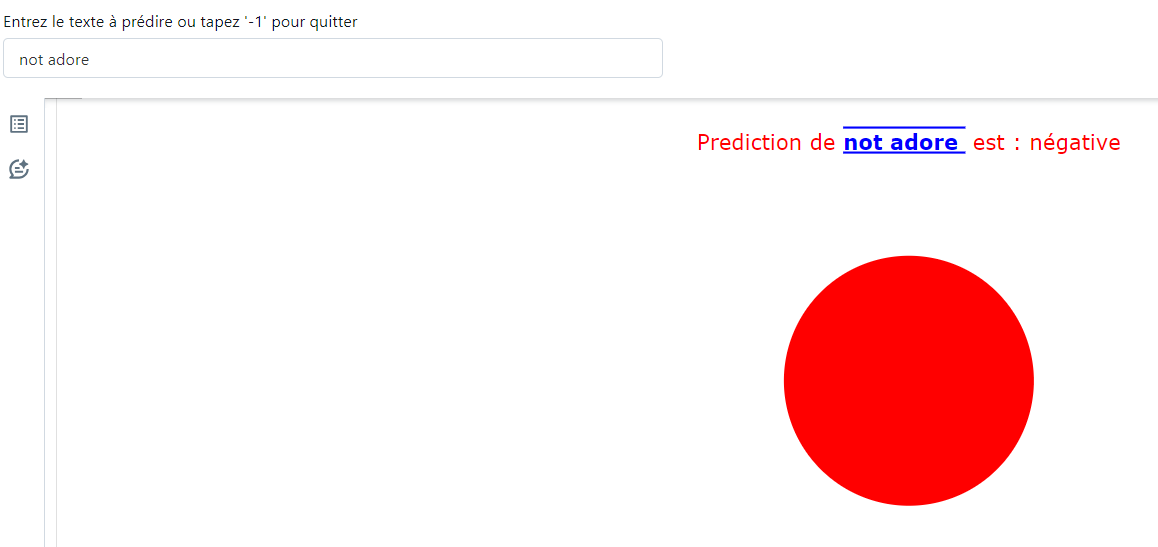 Entrez le texte à prédire ou tapez '-1' pour quitter
not adore
Prediction de not adore est : négative